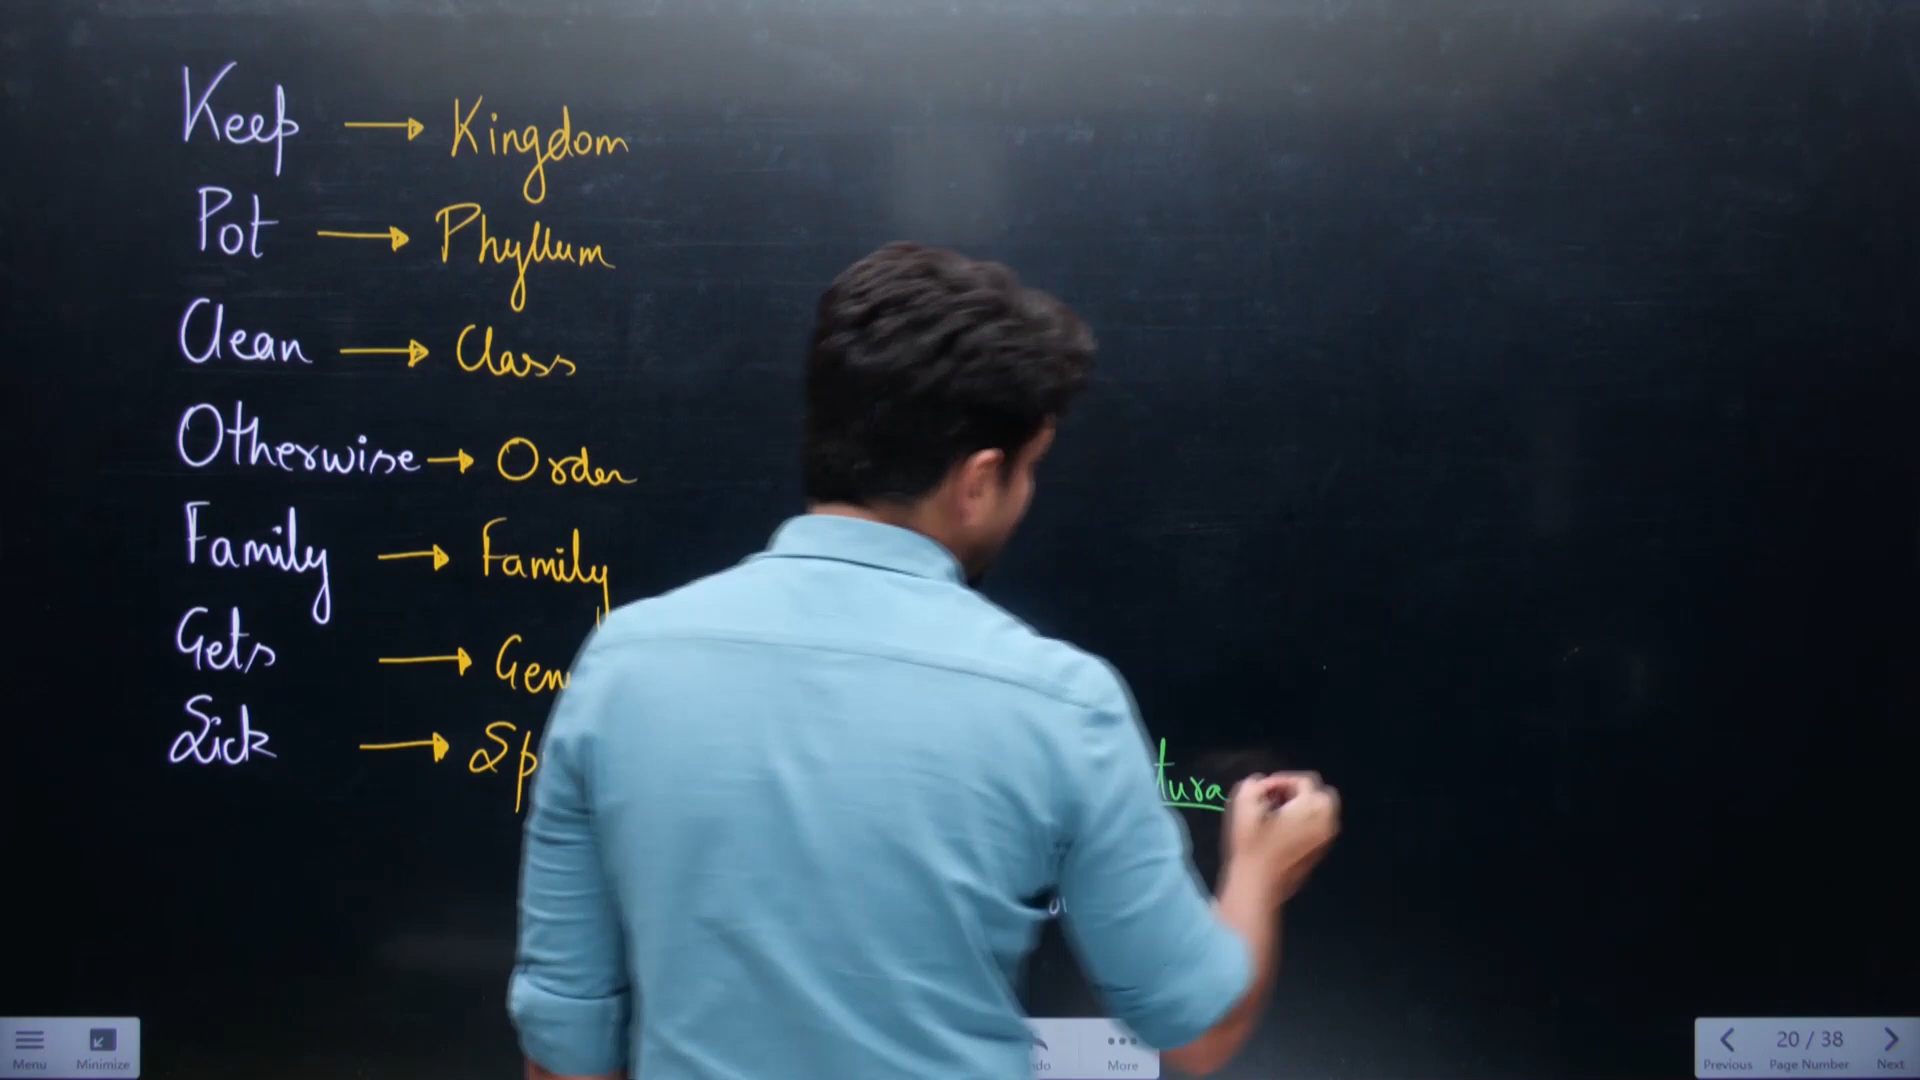 Keep → Kingdom
Pot → Phyllum
Clean → Class
Otherwise → Order
Family → Family
Gets → Gen
Sick → Sp
tura
Menu
Minimize
More
Previous
20 / 38
Page Number
Next